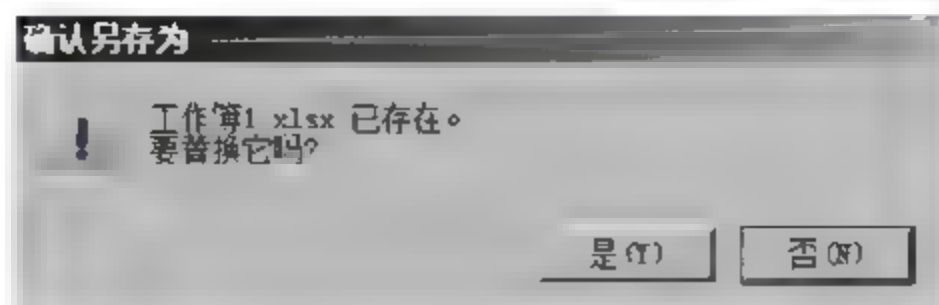 确认另存为
工作簿1.xlsx 已存在。
要替换它吗?
是(Y)
否(N)